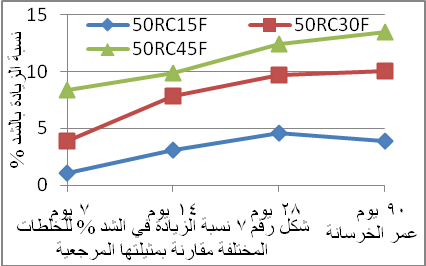 50RC15F 50RC30F
50RC45F
نسبة الزيادة بالشد %
15
10
5
0
٧ يوم ١٤ يوم ٢٨ يوم ٩٠ يوم
عمر الخرسانة
شكل رقم ٧ نسبة الزيادة في الشد % للخلطات
المختلفة مقارنة بمثيلتها المرجعية